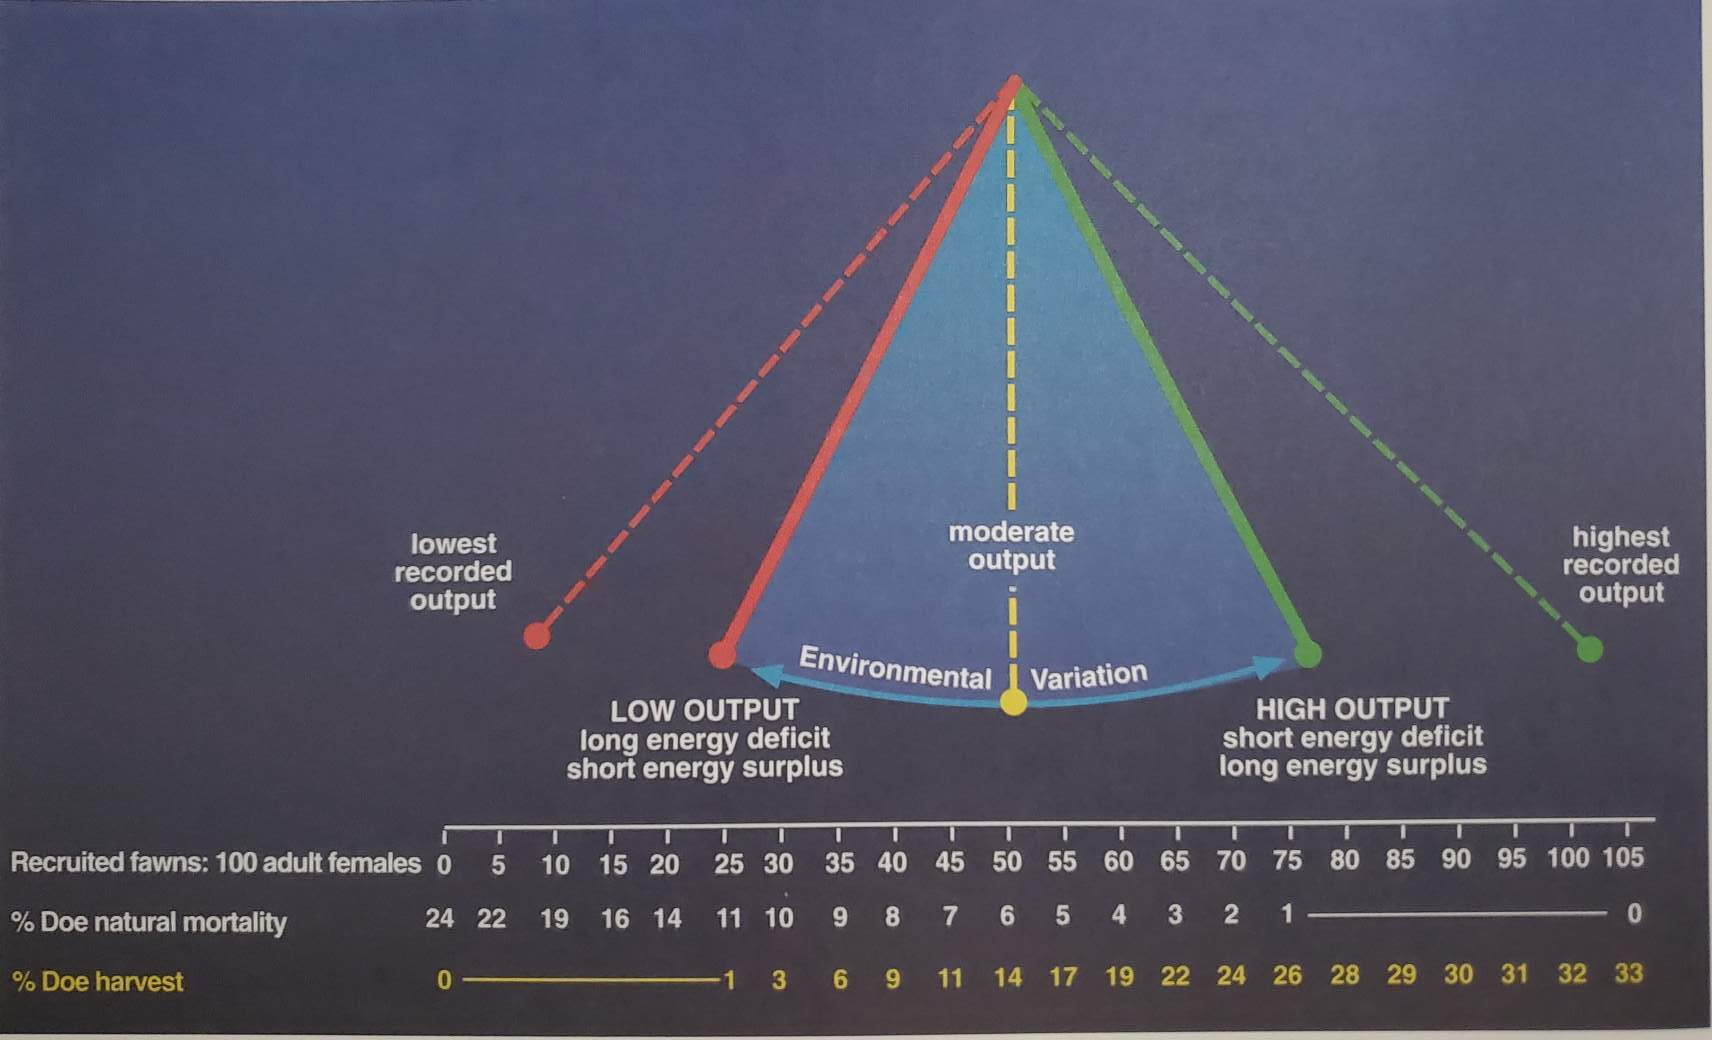 lowest
recorded
output
moderate
output
highest
recorded
output
Environmental Variation
LOW OUTPUT
long energy deficit
short energy surplus
HIGH OUTPUT
short energy deficit
long energy surplus
Recruited fawns: 100 adult females 0 5 10 15 20 25 30 35 40 45 50 55 60 65 70 75 80 85 90 95 100 105
% Doe natural mortality 24 22 19 16 14 11 10 9 8 7 6 5 4 3 2 1 0
% Doe harvest 0 1 3 6 9 11 14 17 19 22 24 26 28 29 30 31 32 33